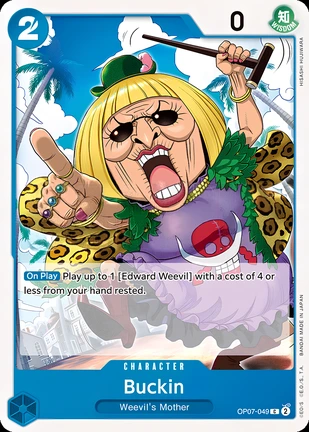 2
0
知
WISDOM
HISASHI HUJIWARA
On Play Play up to 1 [Edward Weevil] with a cost of 4 or
less from your hand rested.
CHARACTER
Buckin
Weevil's Mother
OP07-049 C 2
BANDAI MADE IN JAPAN